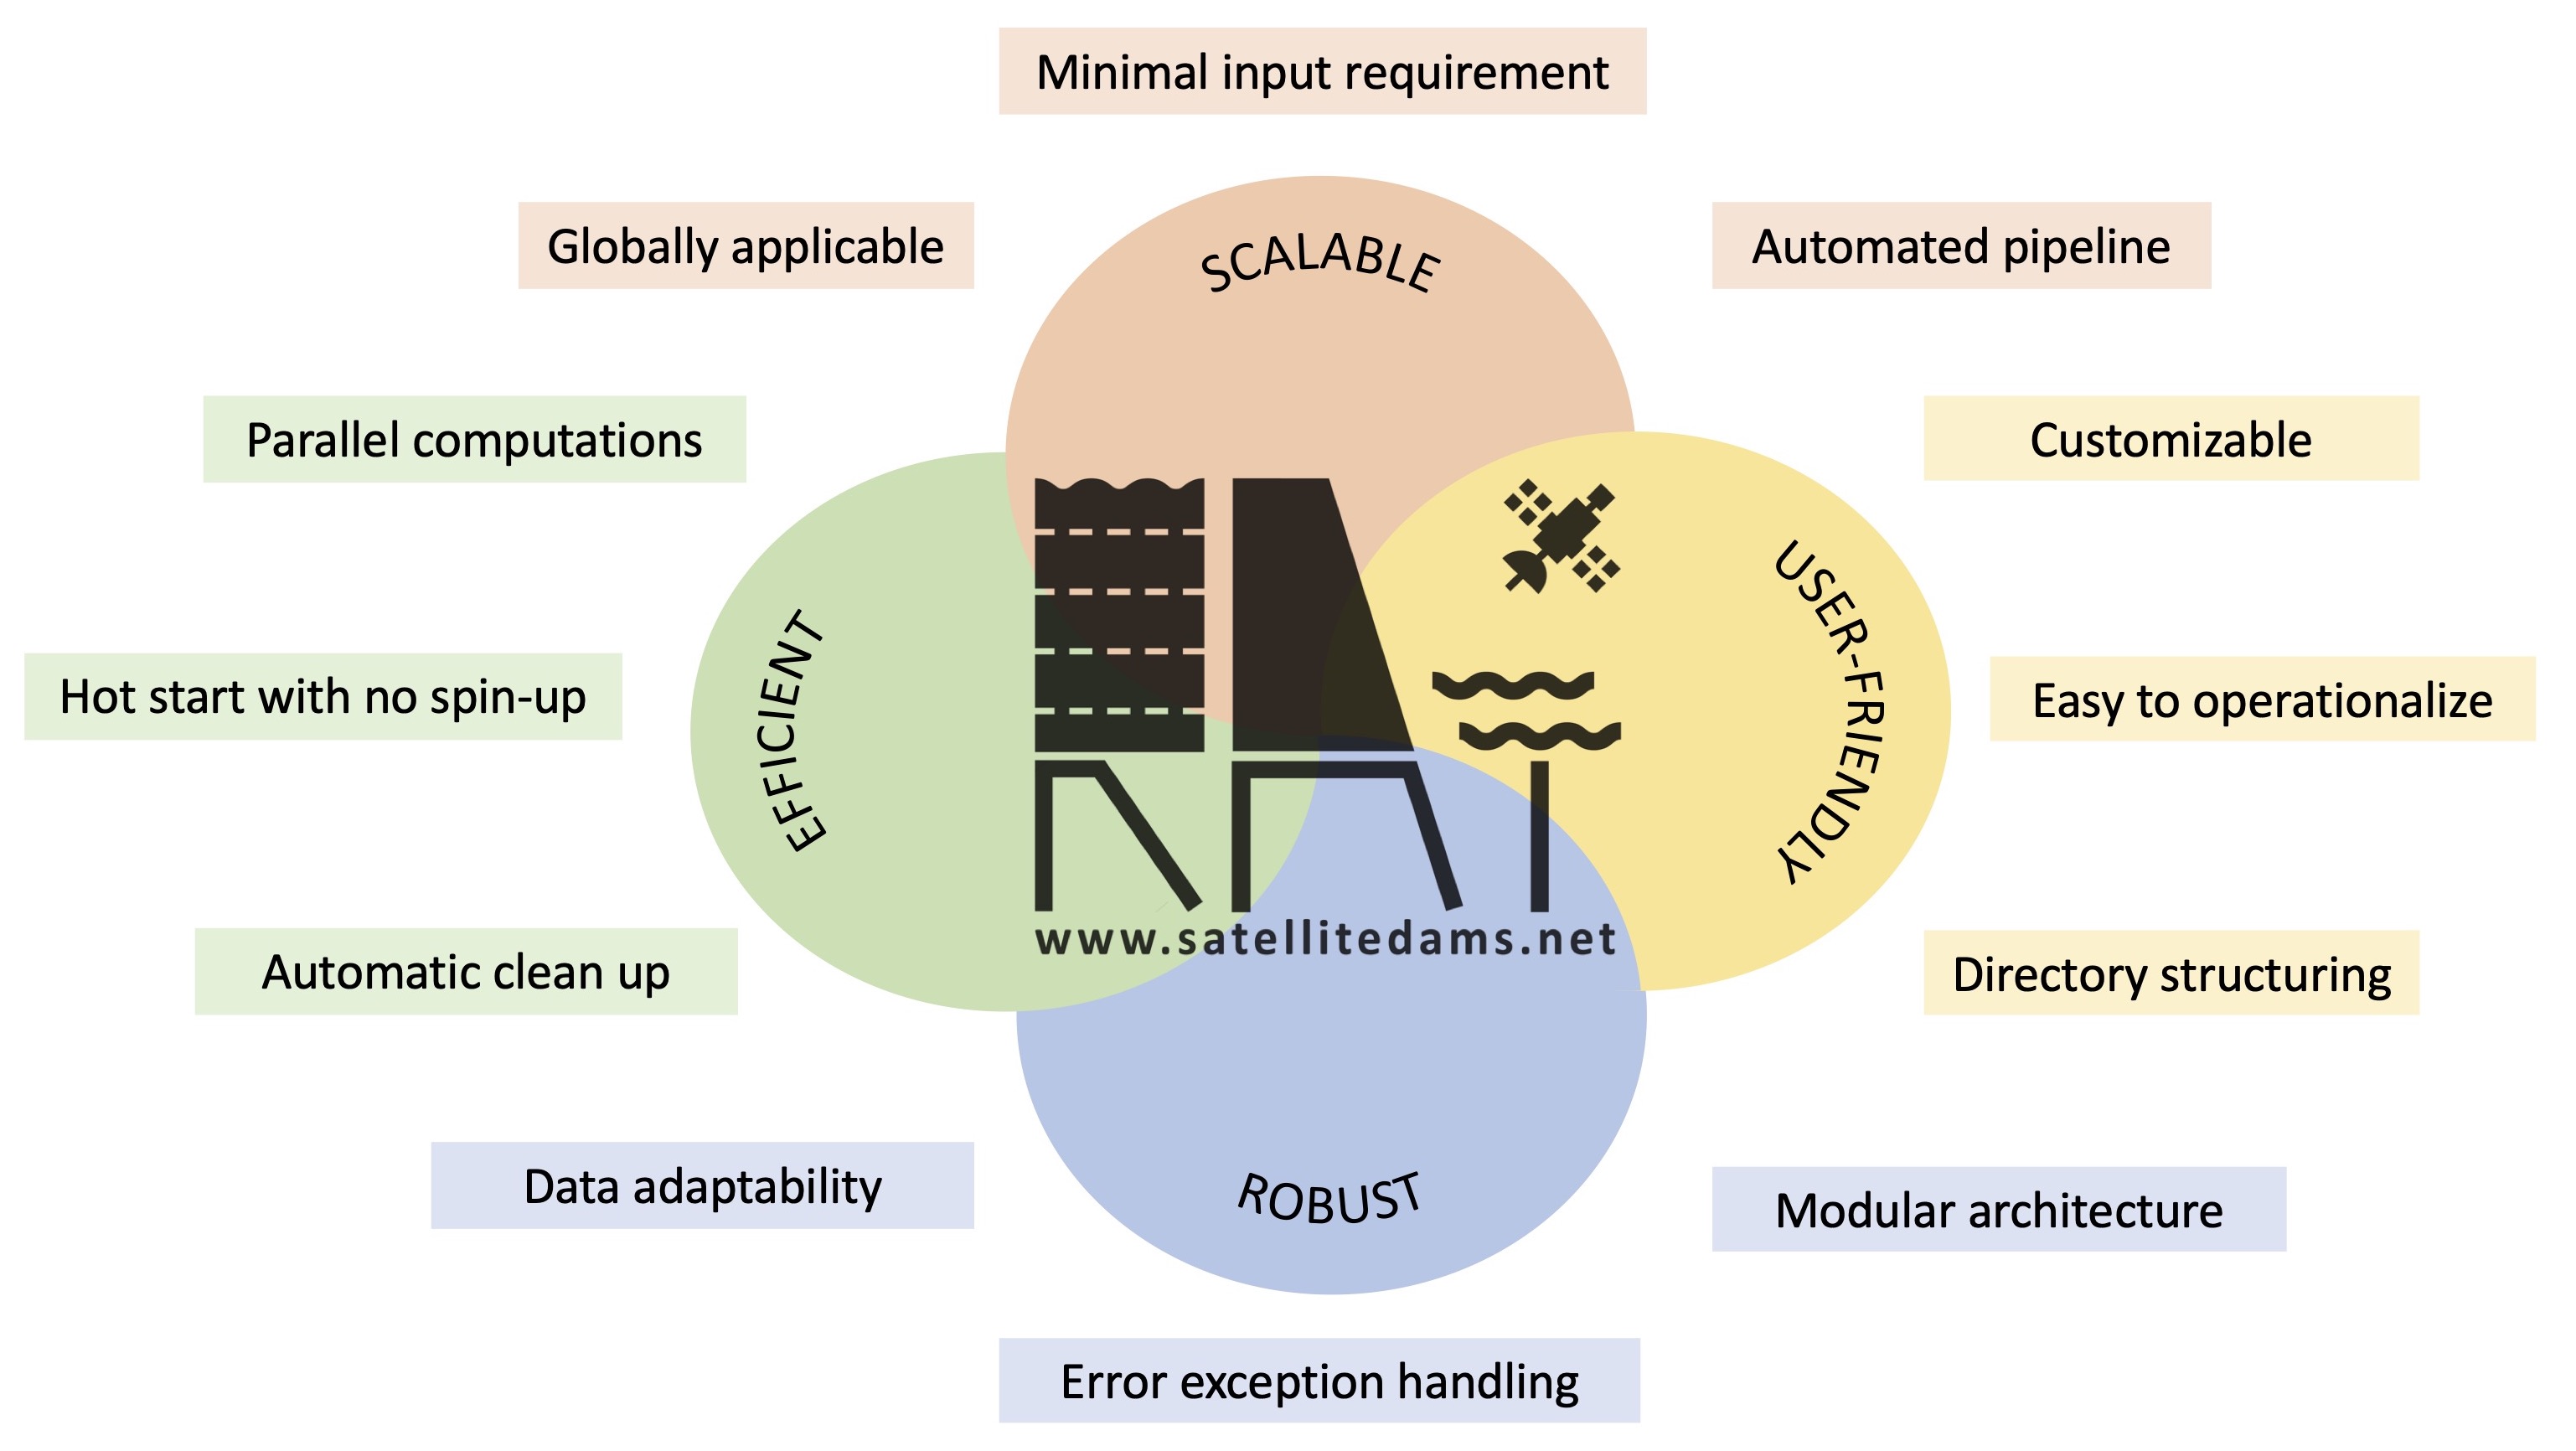 Minimal input requirement
Globally applicable
Automated pipeline
SCALABLE
Parallel computations
Customizable
EFFICIENT
USER-FRIENDLY
Hot start with no spin-up
Easy to operationalize
RAT
www.satellitedams.net
Automatic clean up
Directory structuring
Data adaptability
ROBUST
Modular architecture
Error exception handling